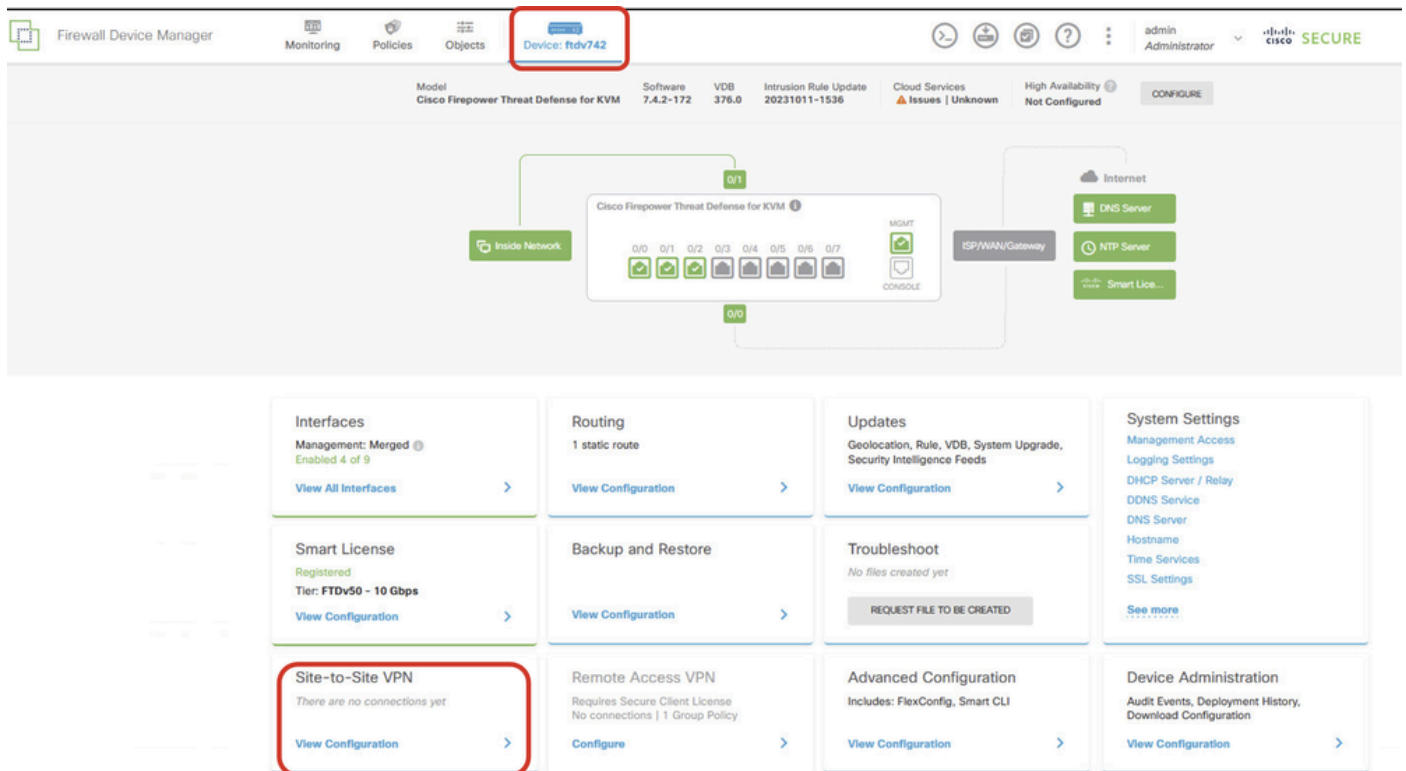 Firewall Device Manager
Monitoring
Policies
Objects
Device: ftdv742
admin
Administrator
CISCO SECURE
Model
Cisco Firepower Threat Defense for KVM
Software
7.4.2-172
VDB
376.0
Intrusion Rule Update
20231011-1536
Cloud Services
Issues | Unknown
High Availability
Not Configured
CONFIGURE
0/1
Internet
Cisco Firepower Threat Defense for KVM
DNS Server
MGMT
Inside Network
0/0 0/1 0/2 0/3 0/4 0/5 0/6 0/7
ISP/WAN/Gateway
NTP Server
CONSOLE
Smart Lice...
0/0
Interfaces
Management: Merged
Enabled 4 of 9
View All Interfaces
Routing
1 static route
View Configuration
Updates
Geolocation, Rule, VDB, System Upgrade,
Security Intelligence Feeds
View Configuration
System Settings
Management Access
Logging Settings
DHCP Server / Relay
DDNS Service
DNS Server
Hostname
Time Services
SSL Settings
See more
Smart License
Registered
Tier: FTDv50 - 10 Gbps
View Configuration
Backup and Restore
View Configuration
Troubleshoot
No files created yet
REQUEST FILE TO BE CREATED
Site-to-Site VPN
There are no connections yet
View Configuration
Remote Access VPN
Requires Secure Client License
No connections | 1 Group Policy
Configure
Advanced Configuration
Includes: FlexConfig, Smart CLI
View Configuration
Device Administration
Audit Events, Deployment History,
Download Configuration
View Configuration